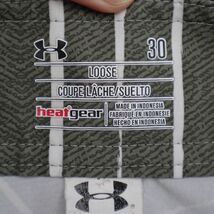 30
LOOSE
COUPE LÂCHE/SUELTO
heatgear
MADE IN INDONESIA
FABRIQUÉ EN INDONÉSIE
HECHO EN INDONESIA